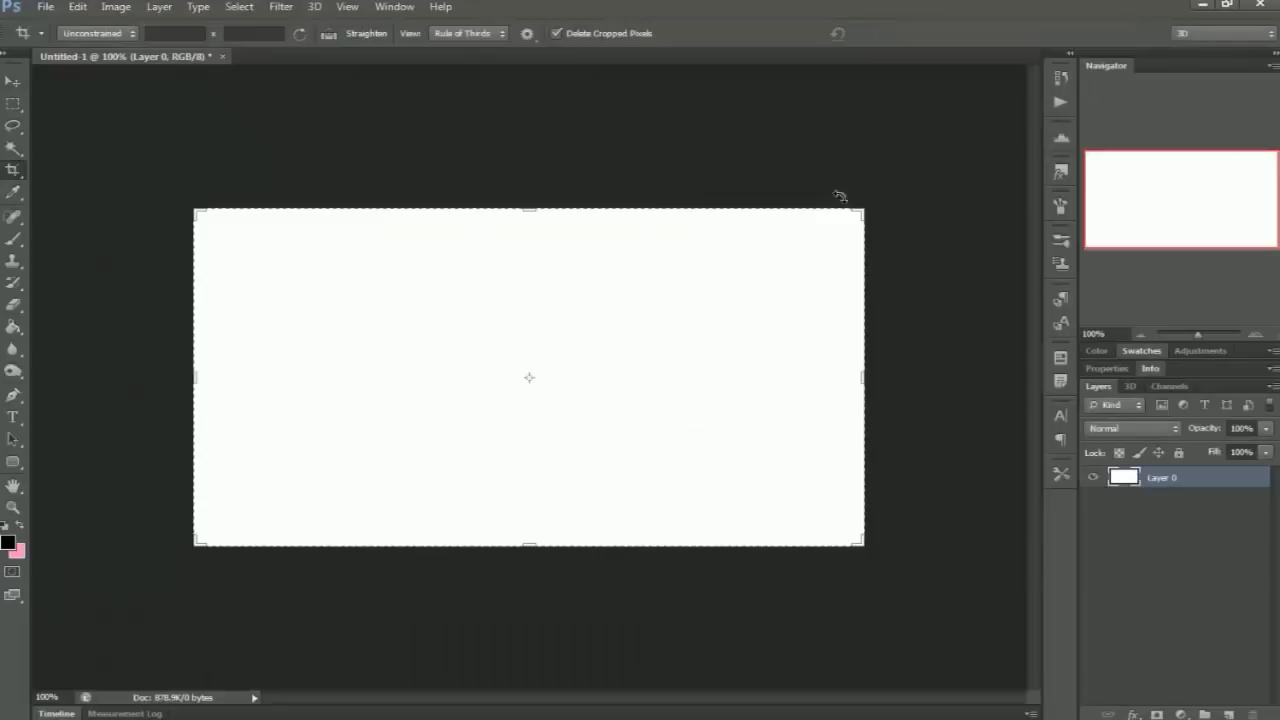 Ps File Edit Image Layer Type Select Filter 3D View Window Help
Unconstrained x Straighten View: Rule of Thirds Delete Cropped Pixels 3D
Untitled-1 @ 100% (Layer 0, RGB/8) * ×
Navigator
100%
Color Swatches Adjustments
Properties Info
Layers 3D Channels
Kind
Normal Opacity: 100%
Lock: Fill: 100%
Layer 0
100% Doc: 878.9K/0 bytes
Timeline Measurement Log